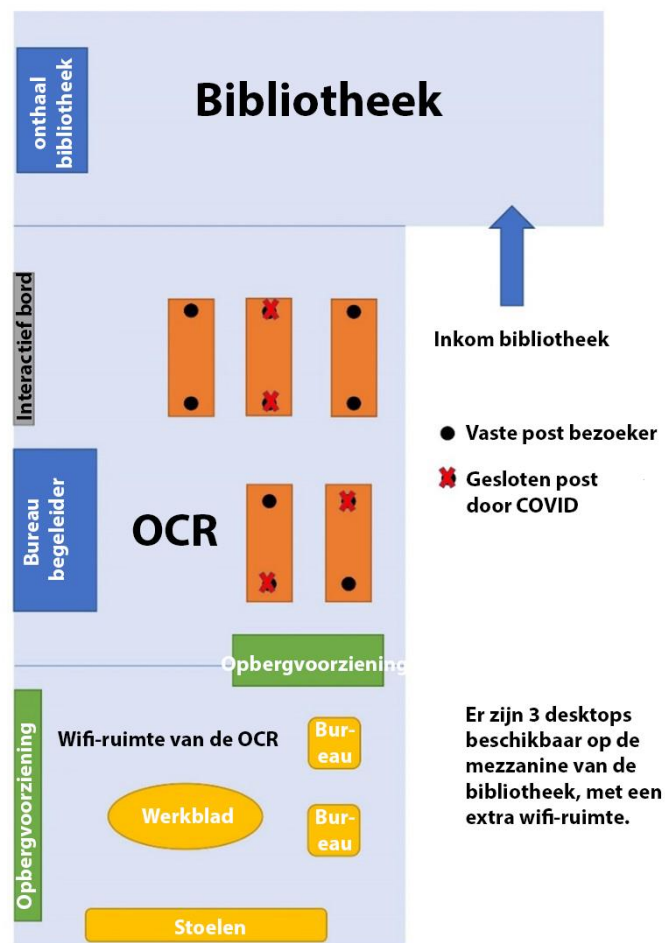 onthaal
bibliotheek
Bibliotheek
Interactief bord
Inkom bibliotheek
Vaste post bezoeker
Gesloten post
door COVID
Bureau
begeleider
OCR
Opbergvoorziening
Opbergvoorziening
Wifi-ruimte van de OCR
Bur-
eau
Werkblad
Bur-
eau
Stoelen
Er zijn 3 desktops
beschikbaar op de
mezzanine van de
bibliotheek, met een
extra wifi-ruimte.